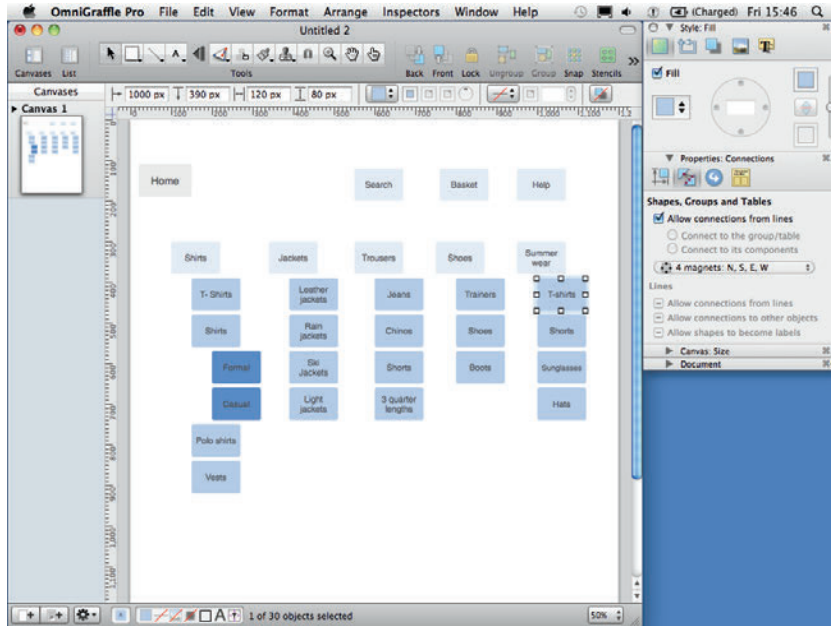 OmniGraffle Pro File Edit View Format Arrange Inspectors Window Help (Charged) Fri 15:46
Untitled 2
Style: Fill
Canvases List Tools Back Front Lock Ungroup Group Snap Stencils
Fill
Canvases 1000 px 390 px 120 px 80 px
Canvas 1
Properties: Connections
Home Search Basket Help
Shapes, Groups and Tables
Allow connections from lines
Connect to the group/table
Connect to its components
4 magnets: N, S, E, W
Lines
Allow connections from lines
Allow connections to other objects
Allow shapes to become labels
Canvas: Size
Document
Shirts Jackets Trousers Shoes Summer wear
T- Shirts Leather jackets Jeans Trainers T-shirts
Shirts Rain jackets Chinos Shoes Shorts
Formal Ski Jackets Shorts Boots Sunglasses
Casual Light jackets 3 quarter lengths Hats
Polo shirts
Vests
1 of 30 objects selected 50%